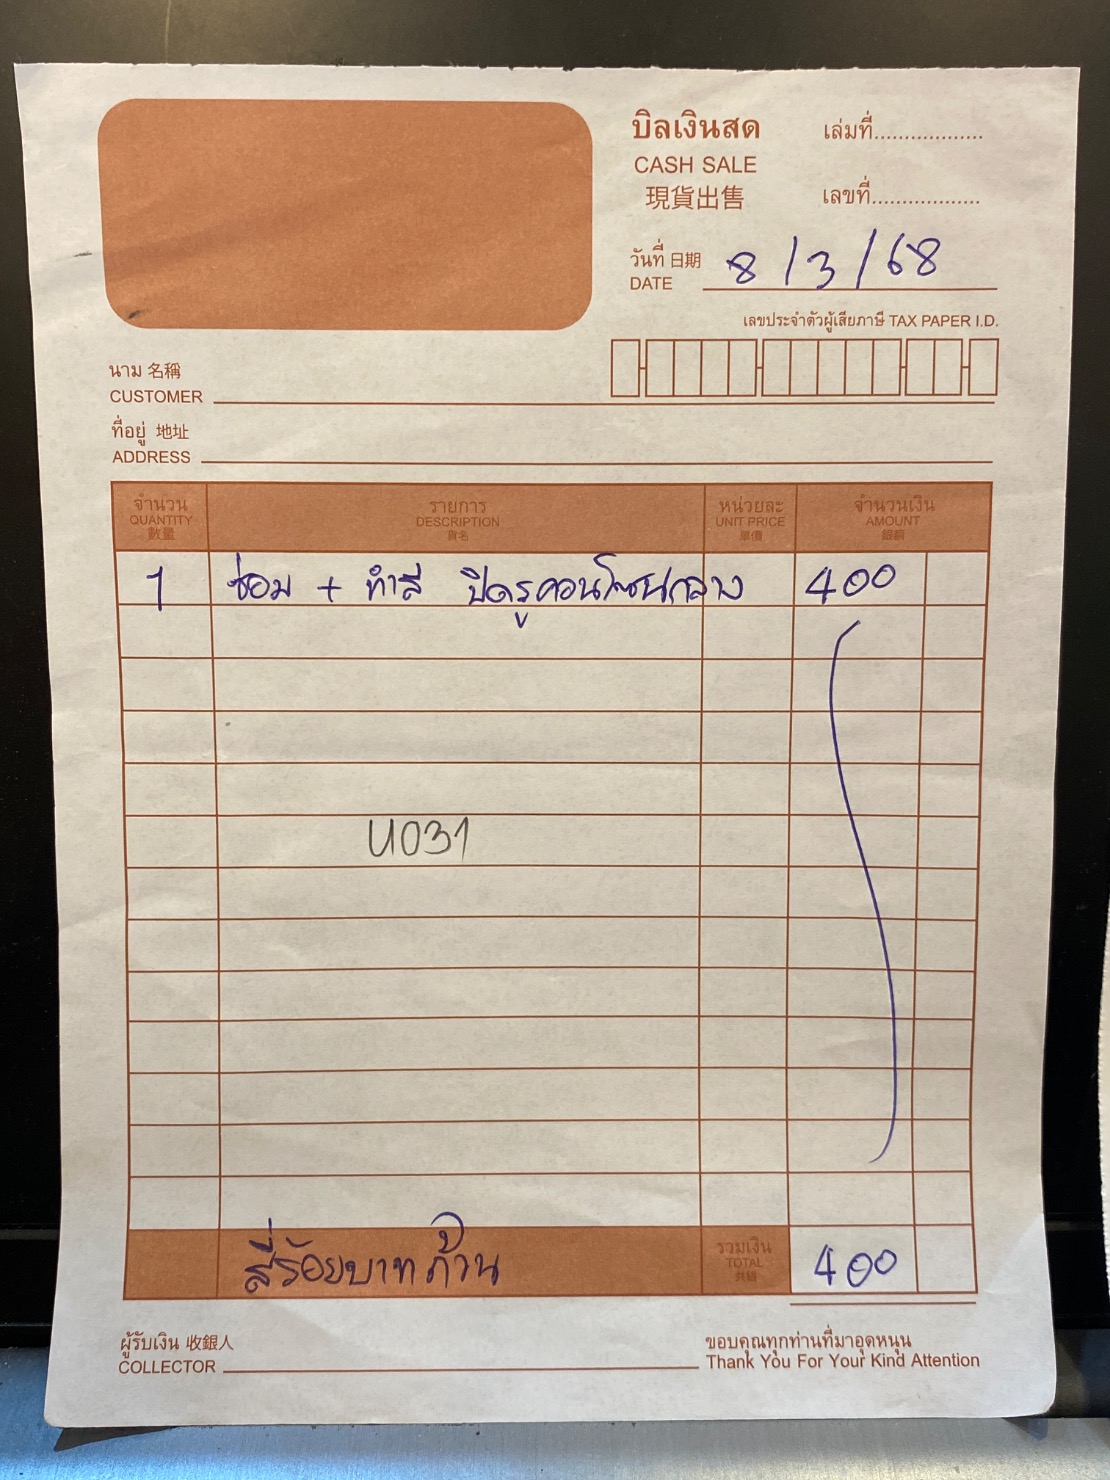 บิลเงินสด
เล่มที่..................
CASH SALE
現貨出售
เลขที่..................
วันที่ 日期
DATE
8/3/68
เลขประจำตัวผู้เสียภาษี TAX PAPER I.D.
นาม 名稱
CUSTOMER
ที่อยู่ 地址
ADDRESS
จำนวน รายการ หน่วยละ จำนวนเงิน
QUANTITY DESCRIPTION UNIT PRICE AMOUNT
數量 貨名 單價 銀額
1 ซ่อม + ทำสี ปิดรูคอนโซนกลาง 400
U031
สี่ร้อยบาทถ้วน
รวมเงิน
TOTAL
共銀
400
ผู้รับเงิน 收銀人
COLLECTOR
ขอบคุณทุกท่านที่มาอุดหนุน
Thank You For Your Kind Attention